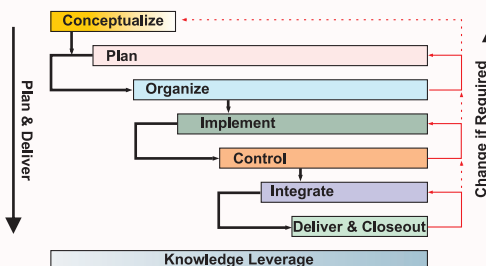 Conceptualize
Plan
Organize
Implement
Control
Integrate
Deliver & Closeout
Knowledge Leverage
Plan & Deliver
Change if Required